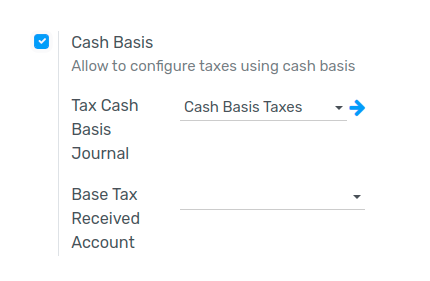 Cash Basis
Allow to configure taxes using cash basis
Tax Cash
Basis
Journal
Cash Basis Taxes
Base Tax
Received
Account